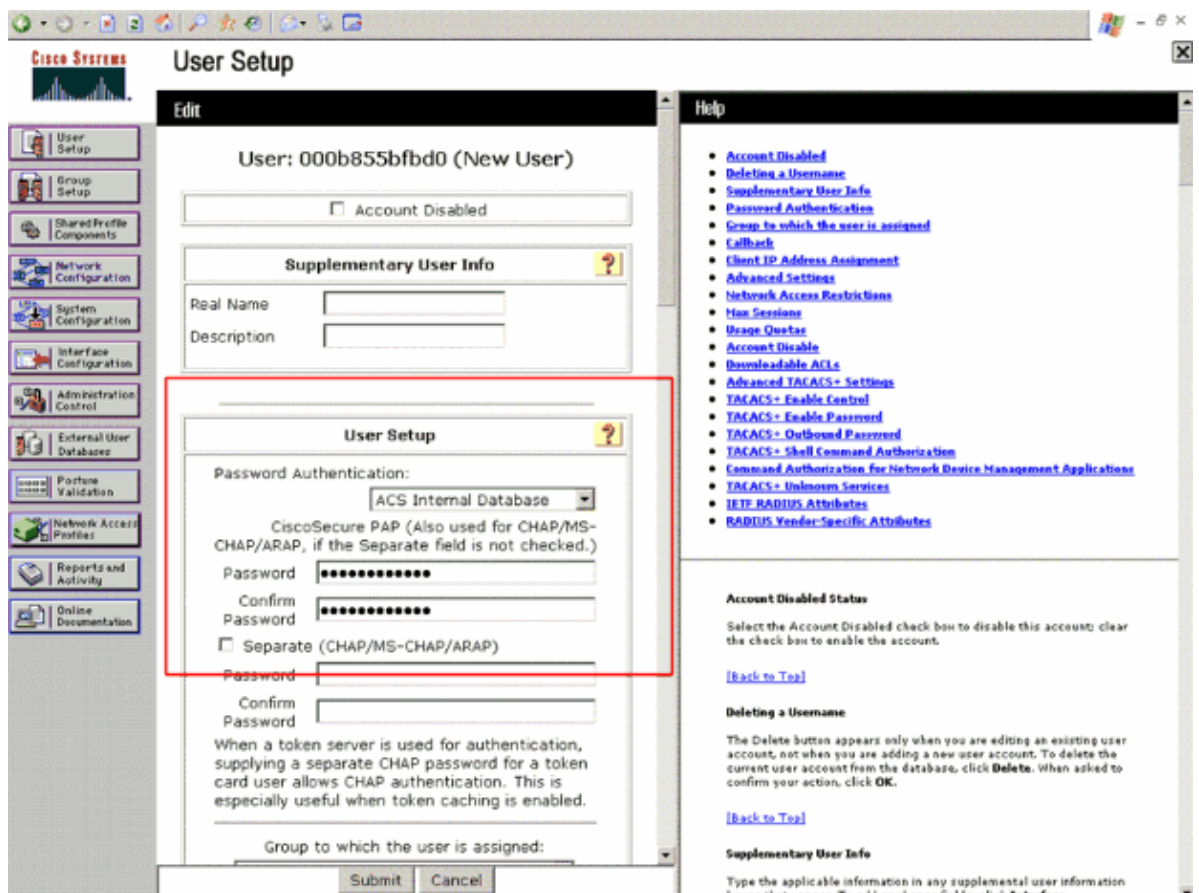 CISCO SYSTEMS
User Setup
User
Setup
Group
Setup
Shared Profile
Components
Network
Configuration
System
Configuration
Interface
Configuration
Administration
Control
External User
Databases
Posture
Validation
Network Access
Profiles
Reports and
Activity
Online
Documentation
Edit
User: 000b855bfbd0 (New User)
Account Disabled
Supplementary User Info
?
Real Name
Description
User Setup
?
Password Authentication:
ACS Internal Database
CiscoSecure PAP (Also used for CHAP/MS-
CHAP/ARAP, if the Separate field is not checked.)
Password
Confirm
Password
Separate (CHAP/MS-CHAP/ARAP)
Password
Confirm
Password
When a token server is used for authentication,
supplying a separate CHAP password for a token
card user allows CHAP authentication. This is
especially useful when token caching is enabled.
Group to which the user is assigned:
Submit
Cancel
Help
Account Disabled
Deleting a Username
Supplementary User Info
Password Authentication
Group to which the user is assigned
Callback
Client IP Address Assignment
Advanced Settings
Network Access Restrictions
Max Sessions
Usage Quotas
Account Disable
Downloadable ACLs
Advanced TACACS+ Settings
TACACS+ Enable Control
TACACS+ Enable Password
TACACS+ Outbound Password
TACACS+ Shell Command Authorization
Command Authorization for Network Device Management Applications
TACACS+ Unknown Services
IETF RADIUS Attributes
RADIUS Vendor-Specific Attributes
Account Disabled Status
Select the Account Disabled check box to disable this account; clear
the check box to enable the account.
[Back to Top]
Deleting a Username
The Delete button appears only when you are editing an existing user
account, not when you are adding a new user account. To delete the
current user account from the database, click Delete. When asked to
confirm your action, click OK.
[Back to Top]
Supplementary User Info
Type the applicable information in any supplemental user information